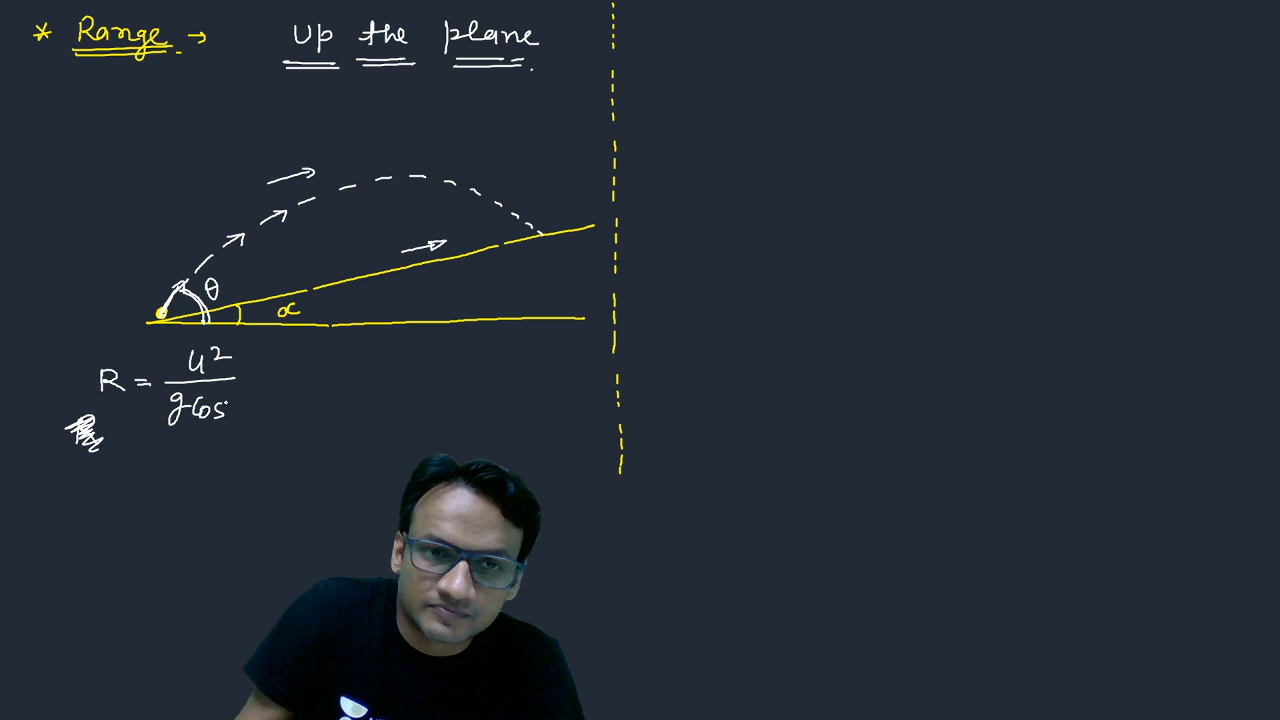 * Range → up the plane
θ
α
R = u²/g cos